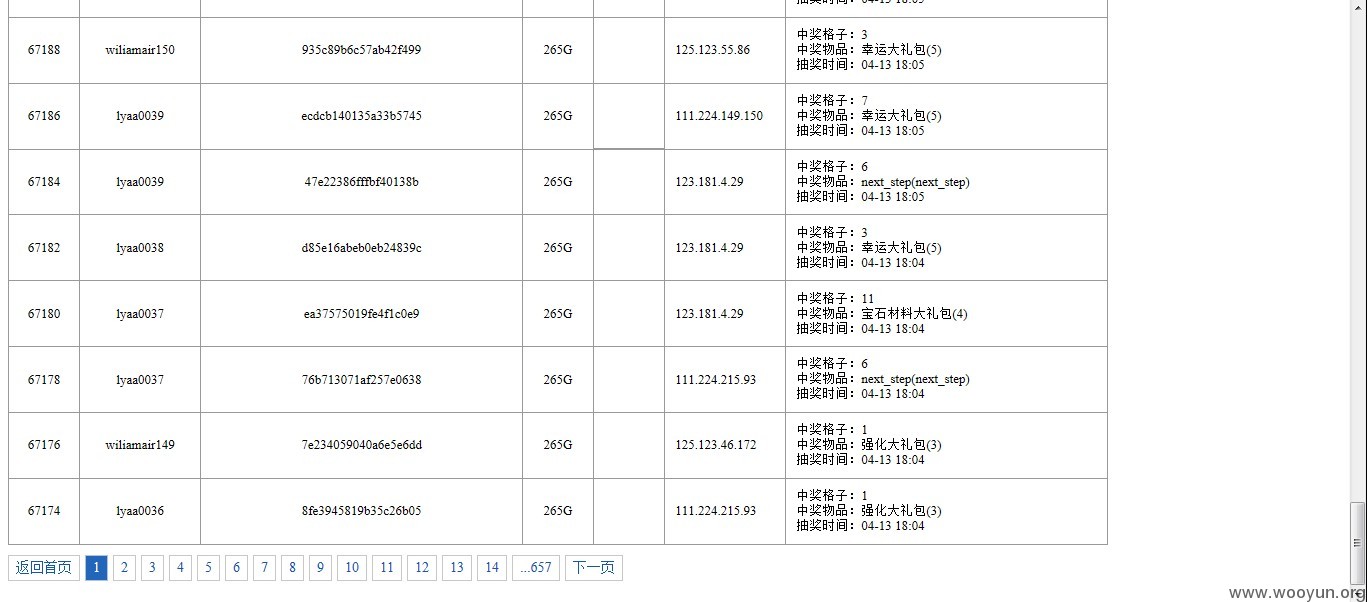 抽奖时间：04-13 18:05
67188 wiliamair150 935c89b6c57ab42f499 265G 125.123.55.86 中奖格子：3
中奖物品：幸运大礼包(5)
抽奖时间：04-13 18:05
67186 lyaa0039 ecdcb140135a33b5745 265G 111.224.149.150 中奖格子：7
中奖物品：幸运大礼包(5)
抽奖时间：04-13 18:05
67184 lyaa0039 47e22386fffbf40138b 265G 123.181.4.29 中奖格子：6
中奖物品：next_step(next_step)
抽奖时间：04-13 18:05
67182 lyaa0038 d85e16abeb0eb24839c 265G 123.181.4.29 中奖格子：3
中奖物品：幸运大礼包(5)
抽奖时间：04-13 18:04
67180 lyaa0037 ea37575019fe4f1c0e9 265G 123.181.4.29 中奖格子：11
中奖物品：宝石材料大礼包(4)
抽奖时间：04-13 18:04
67178 lyaa0037 76b713071af257e0638 265G 111.224.215.93 中奖格子：6
中奖物品：next_step(next_step)
抽奖时间：04-13 18:04
67176 wiliamair149 7e234059040a6e5e6dd 265G 125.123.46.172 中奖格子：1
中奖物品：强化大礼包(3)
抽奖时间：04-13 18:04
67174 lyaa0036 8fe3945819b35c26b05 265G 111.224.215.93 中奖格子：1
中奖物品：强化大礼包(3)
抽奖时间：04-13 18:04
返回首页 1 2 3 4 5 6 7 8 9 10 11 12 13 14 ...657 下一页
www.wooyun.org